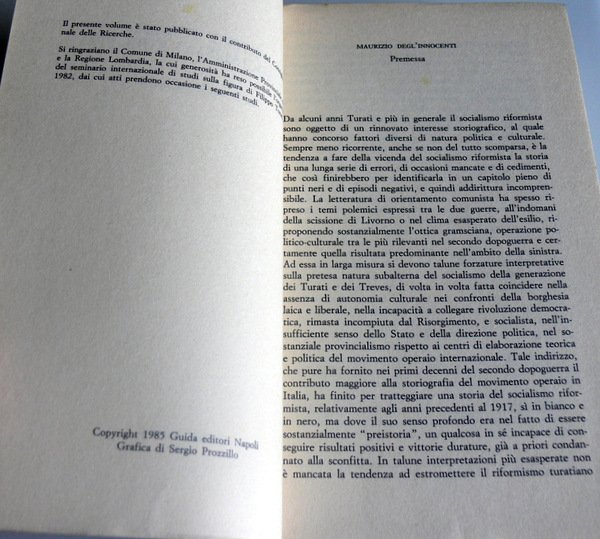 Il presente volume è stato pubblicato con il contributo del
nale delle Ricerche.
Si ringraziano il Comune di Milano, l'Amministrazione
e la Regione Lombardia, la cui generosità ha reso possibile
del seminario internazionale di studi sulla figura di Filippo
1982, dai cui atti prendono occasione i seguenti studi.
Copyright 1985 Guida editori Napoli
Grafica di Sergio Prozzillo
MAURIZIO DEGL'INNOCENTI
Premessa
Da alcuni anni Turati e più in generale il socialismo riformista
sono oggetto di un rinnovato interesse storiografico, al quale
hanno concorso fattori diversi di natura politica e culturale.
Sempre meno ricorrente, anche se non del tutto scomparsa, è la
tendenza a fare della vicenda del socialismo riformista la storia
di una lunga serie di errori, di occasioni mancate e di cedimenti,
che così finirebbero per identificarla in un capitolo pieno di
punti neri e di episodi negativi, e quindi addirittura incompren-
sibile. La letteratura di orientamento comunista ha spesso ri-
preso i temi polemici espressi tra le due guerre, all'indomani
della scissione di Livorno o nel clima esasperato dell'esilio, ri-
proponendo sostanzialmente l'ottica gramsciana, operazione po-
litico-culturale tra le più rilevanti nel secondo dopoguerra e cer-
tamente quella risultata predominante nell'ambito della sinistra.
Ad essa in larga misura si devono talune forzature interpretative
sulla pretesa natura subalterna del socialismo della generazione
dei Turati e dei Treves, di volta in volta fatta coincidere nella
assenza di autonomia culturale nei confronti della borghesia
laica e liberale, nella incapacità a collegare rivoluzione democra-
tica, rimasta incompiuta dal Risorgimento, e socialista, nell'in-
sufficiente senso dello Stato e della direzione politica, nel so-
stanziale provincialismo rispetto ai centri di elaborazione teorica
e politica del movimento operaio internazionale. Tale indirizzo,
che pure ha fornito nei primi decenni del secondo dopoguerra il
contributo maggiore alla storiografia del movimento operaio in
Italia, ha finito per tratteggiare una storia del socialismo rifor-
mista, relativamente agli anni precedenti al 1917, sì in bianco e
in nero, ma dove il suo senso profondo era nel fatto di essere
sostanzialmente "preistoria", un qualcosa in sé incapace di con-
seguire risultati positivi e vittorie durature, già a priori condan-
nato alla sconfitta. In talune interpretazioni più esasperate non
è mancata la tendenza ad estromettere il riformismo turatiano